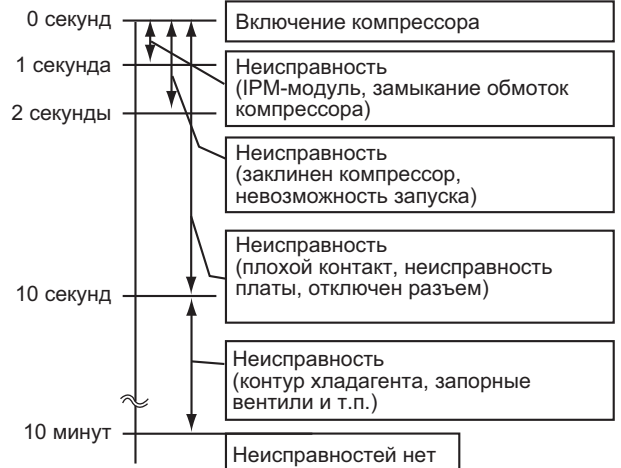 0 секунд
Включение компрессора
1 секунда
Неисправность
(IPM-модуль, замыкание обмоток
компрессора)
2 секунды
Неисправность
(заклинен компрессор,
невозможность запуска)
Неисправность
(плохой контакт, неисправность
платы, отключен разъем)
10 секунд
Неисправность
(контур хладагента, запорные
вентили и т.п.)
10 минут
Неисправностей нет